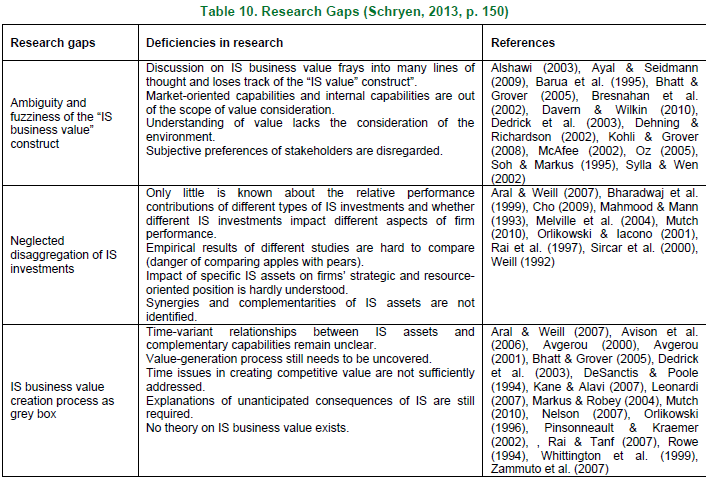 Table 10. Research Gaps (Schryen, 2013, p. 150)
Research gaps
Deficiencies in research
References
Ambiguity and
fuzziness of the “IS
business value”
construct
Discussion on IS business value frays into many lines of
thought and loses track of the “IS value” construct”.
Market-oriented capabilities and internal capabilities are out
of the scope of value consideration.
Understanding of value lacks the consideration of the
environment.
Subjective preferences of stakeholders are disregarded.
Alshawi (2003), Ayal & Seidmann
(2009), Barua et al. (1995), Bhatt &
Grover (2005), Bresnahan et al.
(2002), Davern & Wilkin (2010),
Dedrick et al. (2003), Dehning &
Richardson (2002), Kohli & Grover
(2008), McAfee (2002), Oz (2005),
Soh & Markus (1995), Sylla & Wen
(2002)
Neglected
disaggregation of IS
investments
Only little is known about the relative performance
contributions of different types of IS investments and whether
different IS investments impact different aspects of firm
performance.
Empirical results of different studies are hard to compare
(danger of comparing apples with pears).
Impact of specific IS assets on firms’ strategic and resource-
oriented position is hardly understood.
Synergies and complementarities of IS assets are not
identified.
Aral & Weill (2007), Bharadwaj et al.
(1999), Cho (2009), Mahmood & Mann
(1993), Melville et al. (2004), Mutch
(2010), Orlikowski & Iacono (2001),
Rai et al. (1997), Sircar et al. (2000),
Weill (1992)
IS business value
creation process as
grey box
Time-variant relationships between IS assets and
complementary capabilities remain unclear.
Value-generation process still needs to be uncovered.
Time issues in creating competitive value are not sufficiently
addressed.
Explanations of unanticipated consequences of IS are still
required.
No theory on IS business value exists.
Aral & Weill (2007), Avison et al.
(2006), Avgerou (2000), Avgerou
(2001), Bhatt & Grover (2005), Dedrick
et al. (2003), DeSanctis & Poole
(1994), Kane & Alavi (2007), Leonardi
(2007), Markus & Robey (2004), Mutch
(2010), Nelson (2007), Orlikowski
(1996), Pinsonneault & Kraemer
(2002), , Rai & Tanf (2007), Rowe
(1994), Whittington et al. (1999),
Zammuto et al. (2007)